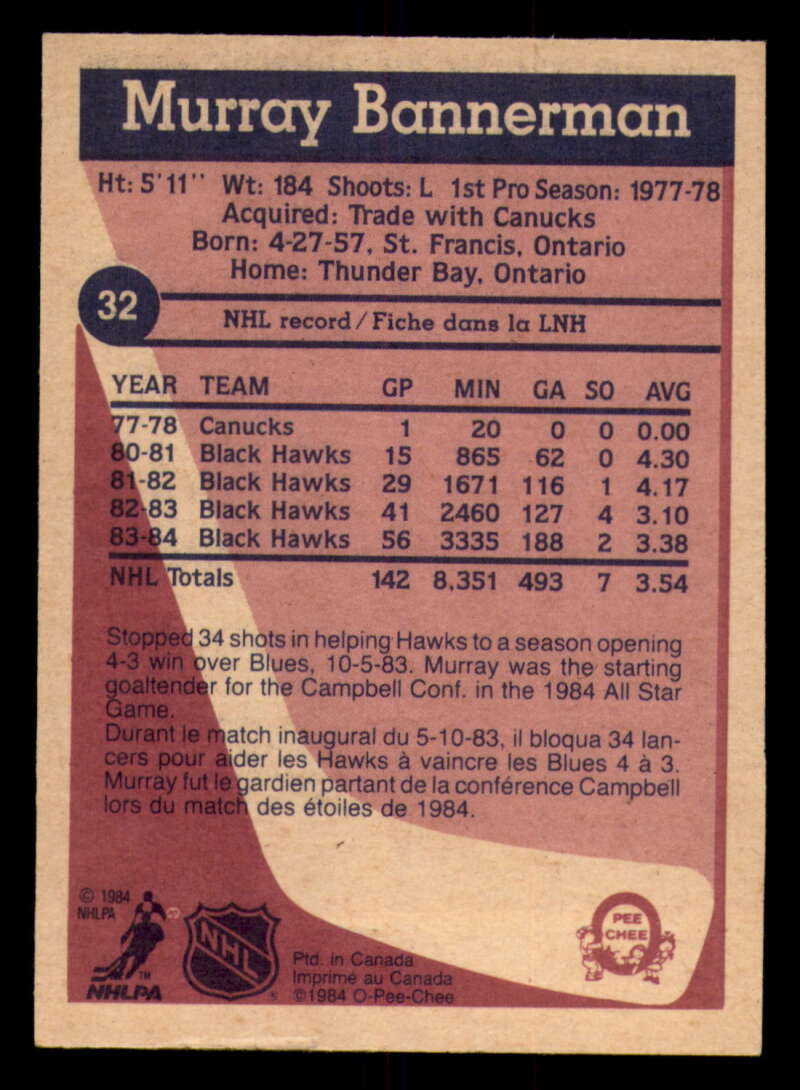 Murray Bannerman
Ht: 5'11'' Wt: 184 Shoots: L 1st Pro Season: 1977-78
Acquired: Trade with Canucks
Born: 4-27-57, St. Francis, Ontario
Home: Thunder Bay, Ontario
32
NHL record/Fiche dans la LNH
YEAR TEAM GP MIN GA SO AVG
77-78 Canucks 1 20 0 0 0.00
80-81 Black Hawks 15 865 62 0 4.30
81-82 Black Hawks 29 1671 116 1 4.17
82-83 Black Hawks 41 2460 127 4 3.10
83-84 Black Hawks 56 3335 188 2 3.38
NHL Totals 142 8,351 493 7 3.54
Stopped 34 shots in helping Hawks to a season opening
4-3 win over Blues, 10-5-83. Murray was the starting
goaltender for the Campbell Conf. in the 1984 All Star
Game.
Durant le match inaugural du 5-10-83, il bloqua 34 lan-
cers pour aider les Hawks à vaincre les Blues 4 à 3.
Murray fut le gardien partant de la conférence Campbell
lors du match des étoiles de 1984.
© 1984
NHLPA
TM
NHLPA
NHL
®
Ptd. in Canada
Imprimé au Canada
©1984 O-Pee-Chee
O
PEE
CHEE